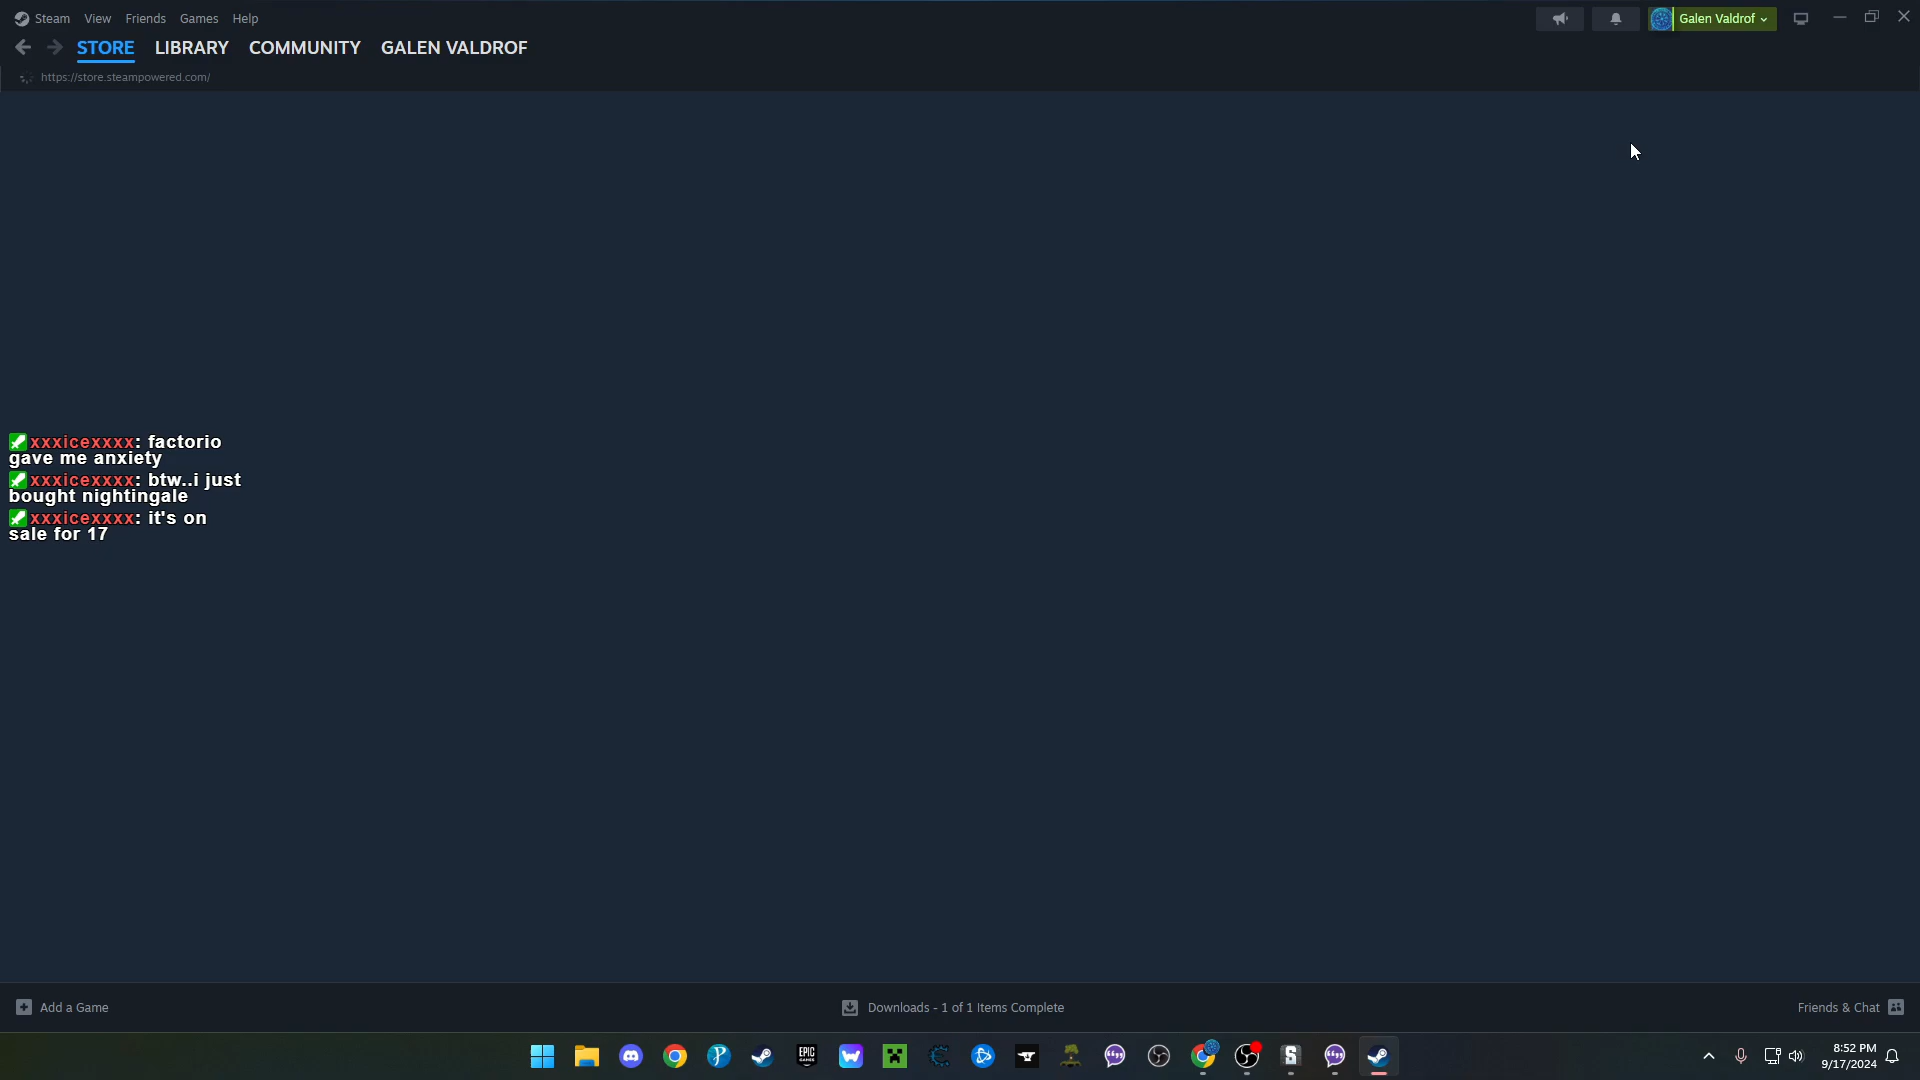 Steam View Friends Games Help
Galen Valdrof
STORE LIBRARY COMMUNITY GALEN VALDROF
https://store.steampowered.com/
xxxicexxxx: factorio
gave me anxiety
xxxicexxxx: btw..i just
bought nightingale
xxxicexxxx: it's on
sale for 17
Add a Game
Downloads - 1 of 1 Items Complete
Friends & Chat
EPIC GAMES
8:52 PM
9/17/2024